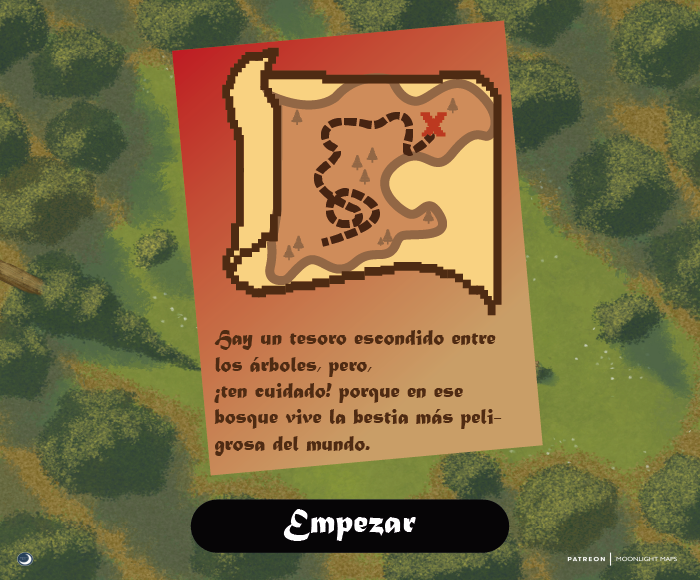 Hay un tesoro escondido entre
los árboles, pero,
¡ten cuidado! porque en ese
bosque vive la bestia más peli-
grosa del mundo.
Empezar
PATREON | MOONLIGHT MAPS